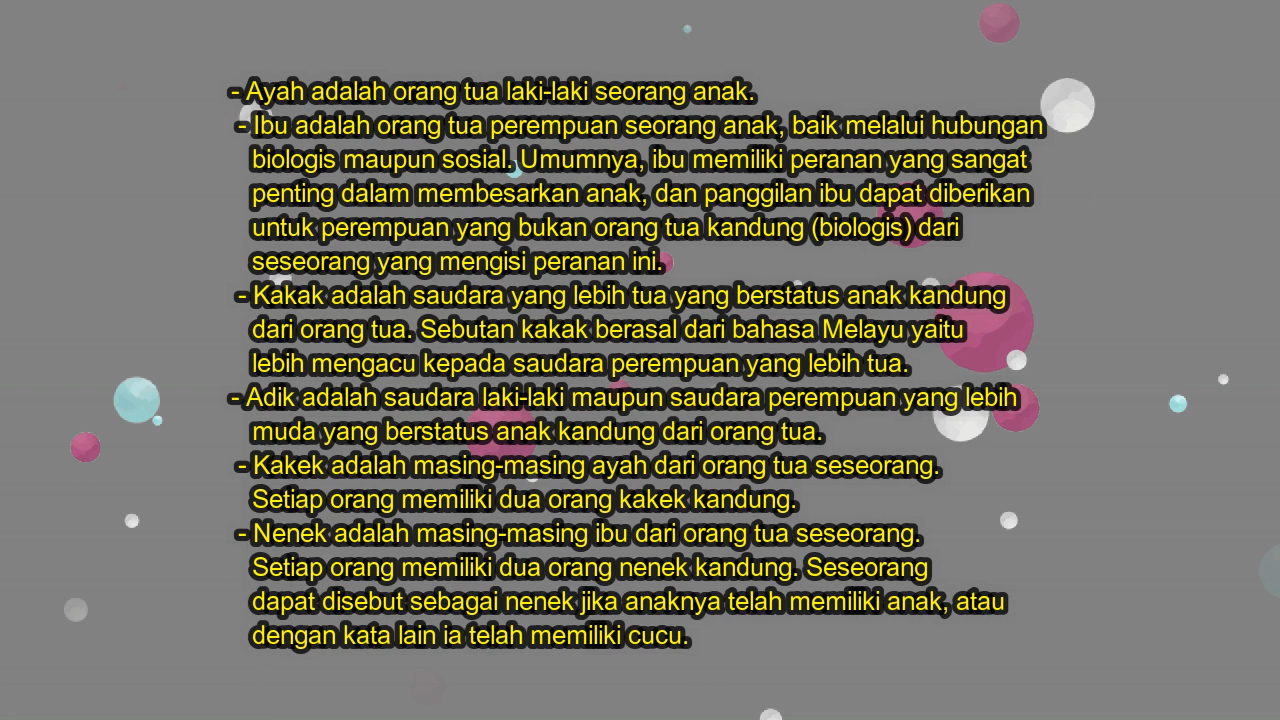 - Ayah adalah orang tua laki-laki seorang anak.
- Ibu adalah orang tua perempuan seorang anak, baik melalui hubungan
biologis maupun sosial. Umumnya, ibu memiliki peranan yang sangat
penting dalam membesarkan anak, dan panggilan ibu dapat diberikan
untuk perempuan yang bukan orang tua kandung (biologis) dari
seseorang yang mengisi peranan ini.
- Kakak adalah saudara yang lebih tua yang berstatus anak kandung
dari orang tua. Sebutan kakak berasal dari bahasa Melayu yaitu
lebih mengacu kepada saudara perempuan yang lebih tua.
- Adik adalah saudara laki-laki maupun saudara perempuan yang lebih
muda yang berstatus anak kandung dari orang tua.
- Kakek adalah masing-masing ayah dari orang tua seseorang.
Setiap orang memiliki dua orang kakek kandung.
- Nenek adalah masing-masing ibu dari orang tua seseorang.
Setiap orang memiliki dua orang nenek kandung. Seseorang
dapat disebut sebagai nenek jika anaknya telah memiliki anak, atau
dengan kata lain ia telah memiliki cucu.